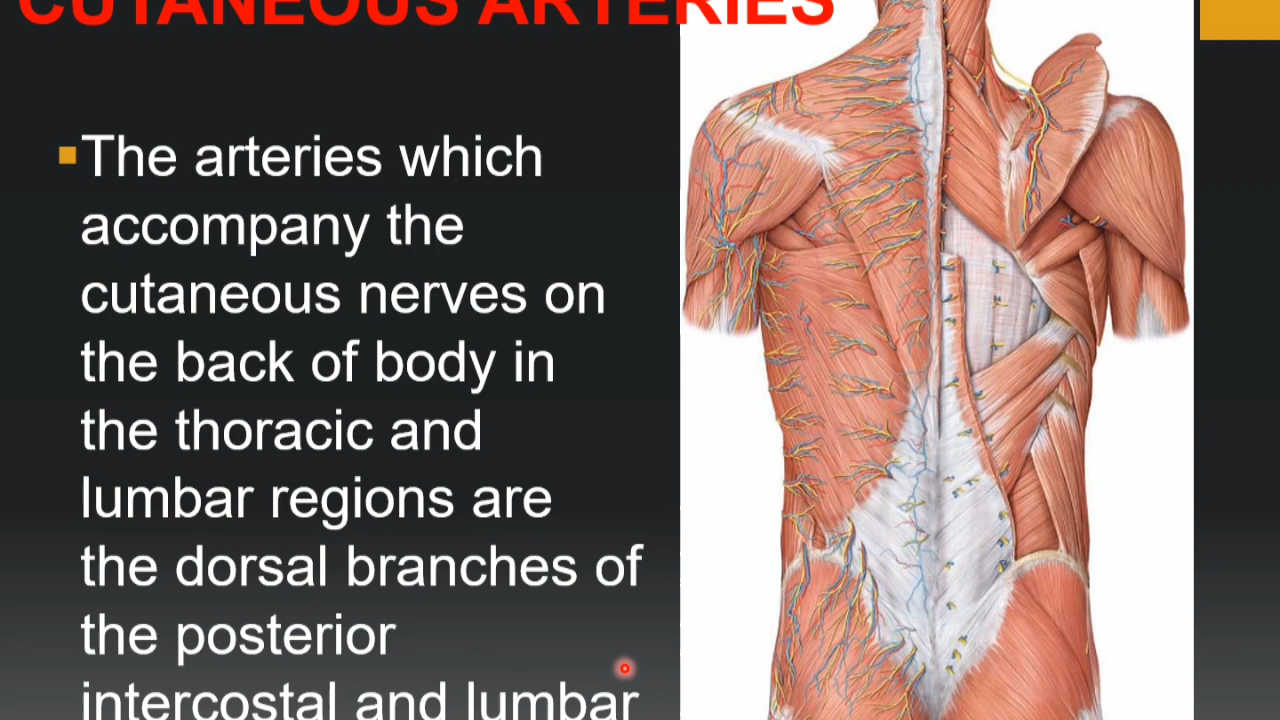 CUTANEOUS ARTERIES
The arteries which
accompany the
cutaneous nerves on
the back of body in
the thoracic and
lumbar regions are
the dorsal branches of
the posterior
intercostal and lumbar